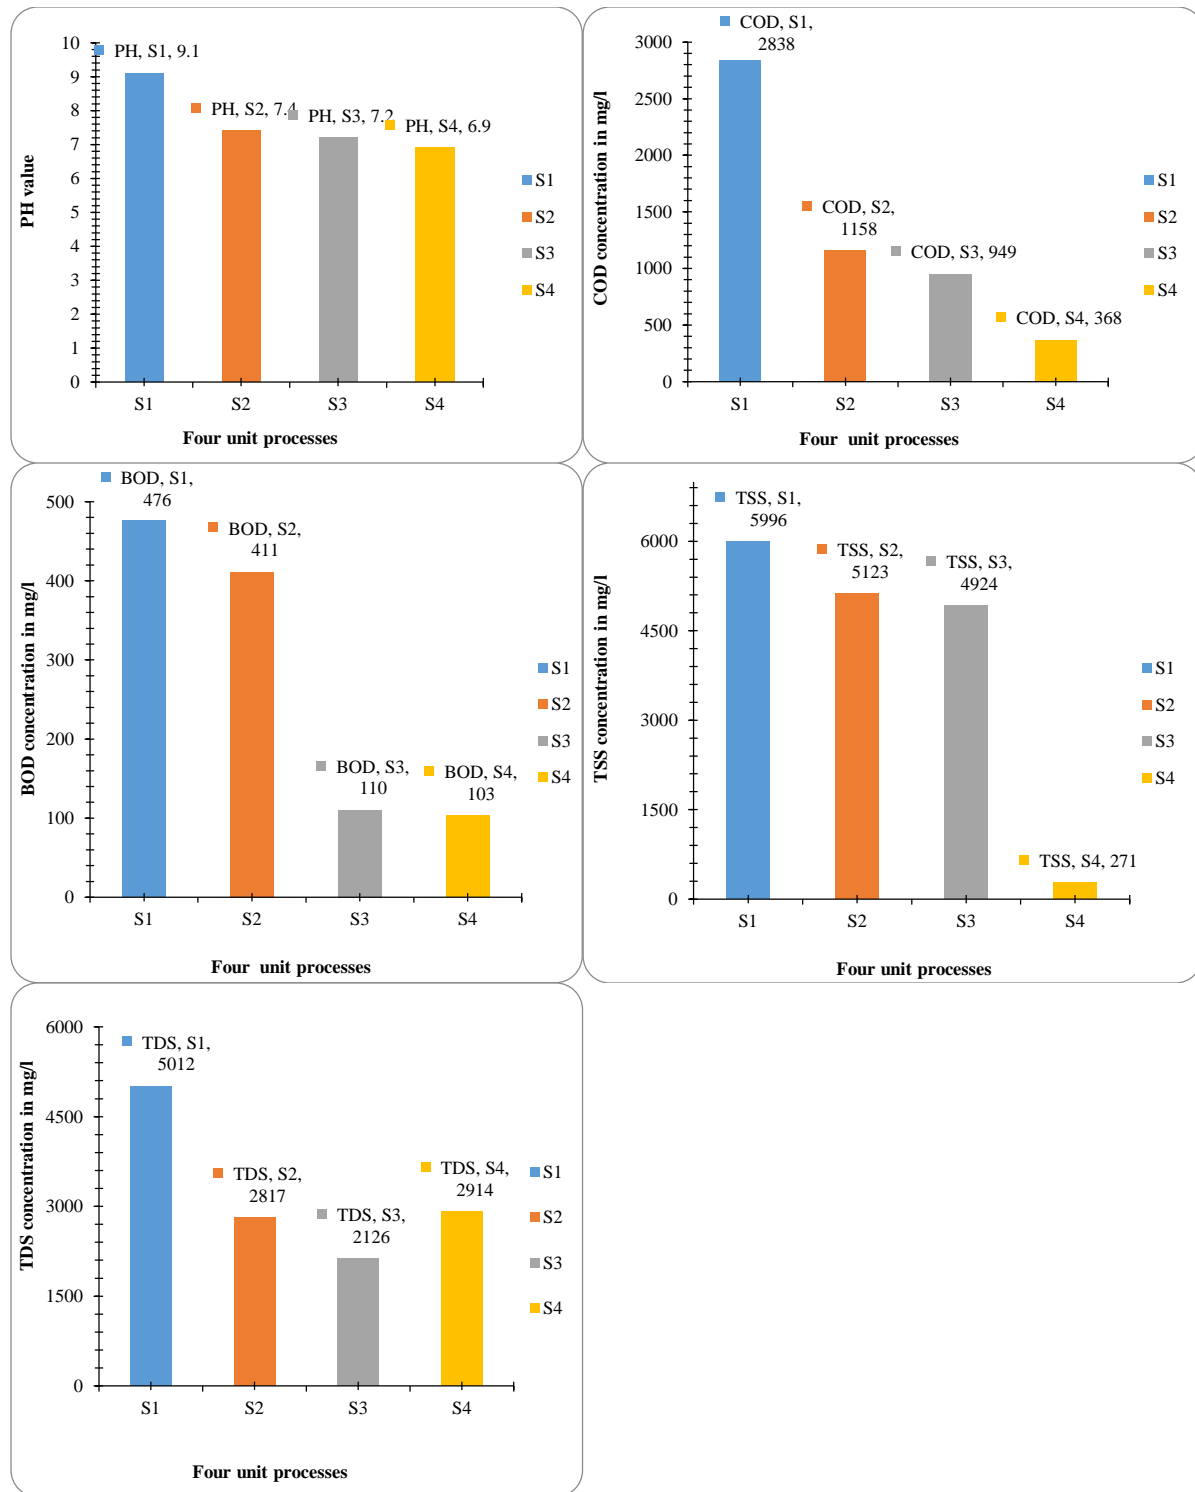 PH value
10
9
8
7
6
5
4
3
2
1
0
PH, S1, 9.1
PH, S2, 7.4
PH, S3, 7.2
PH, S4, 6.9
S1
S2
S3
S4
S1 S2 S3 S4
Four unit processes
COD concentration in mg/l
3000
2500
2000
1500
1000
500
0
COD, S1,
2838
COD, S2,
1158
COD, S3, 949
COD, S4, 368
S1
S2
S3
S4
S1 S2 S3 S4
Four unit processes
BOD concentration in mg/l
500
400
300
200
100
0
BOD, S1,
476
BOD, S2,
411
BOD, S3,
110
BOD, S4,
103
S1
S2
S3
S4
S1 S2 S3 S4
Four unit processes
TSS concentration in mg/l
6000
4500
3000
1500
0
TSS, S1,
5996
TSS, S2,
5123
TSS, S3,
4924
TSS, S4, 271
S1
S2
S3
S4
S1 S2 S3 S4
Four unit processes
TDS concentration in mg/l
6000
4500
3000
1500
0
TDS, S1,
5012
TDS, S2,
2817
TDS, S3,
2126
TDS, S4,
2914
S1
S2
S3
S4
S1 S2 S3 S4
Four unit processes